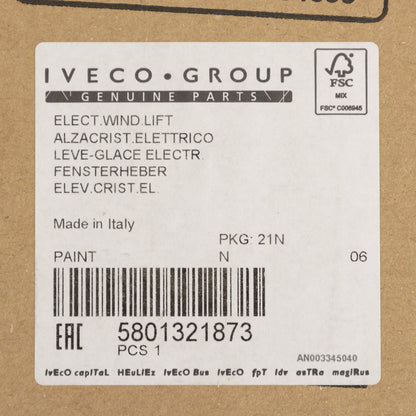 IVECO • GROUP
GENUINE PARTS
FSC
MIX
FSC® C006945
ELECT.WIND.LIFT
ALZACRIST.ELETTRICO
LEVE-GLACE ELECTR.
FENSTERHEBER
ELEV.CRIST.EL.
Made in Italy
PKG: 21N
PAINT N 06
EAC 5801321873
PCS 1
AN003345040
IvEcO capITaL HEuLIEz IvEcO Bus IvEcO fpT Idv asTRa magIRus